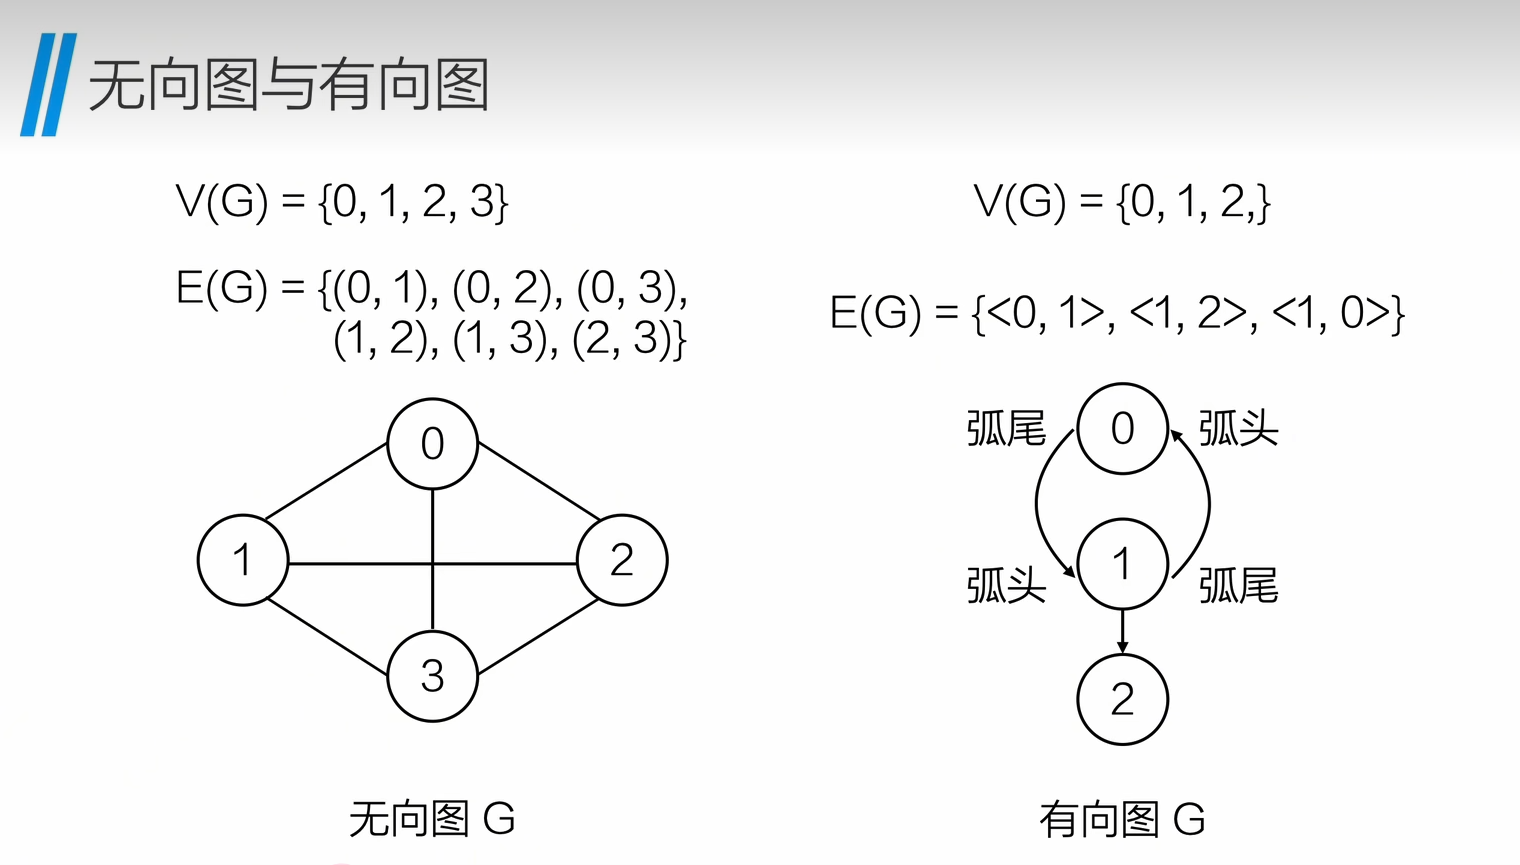 无向图与有向图
V(G) = {0, 1, 2, 3}
E(G) = {(0, 1), (0, 2), (0, 3),
(1, 2), (1, 3), (2, 3)}
0
1
2
3
无向图 G
V(G) = {0, 1, 2,}
E(G) = {<0, 1>, <1, 2>, <1, 0>}
弧尾 0 弧头
1
弧头 弧尾
2
有向图 G